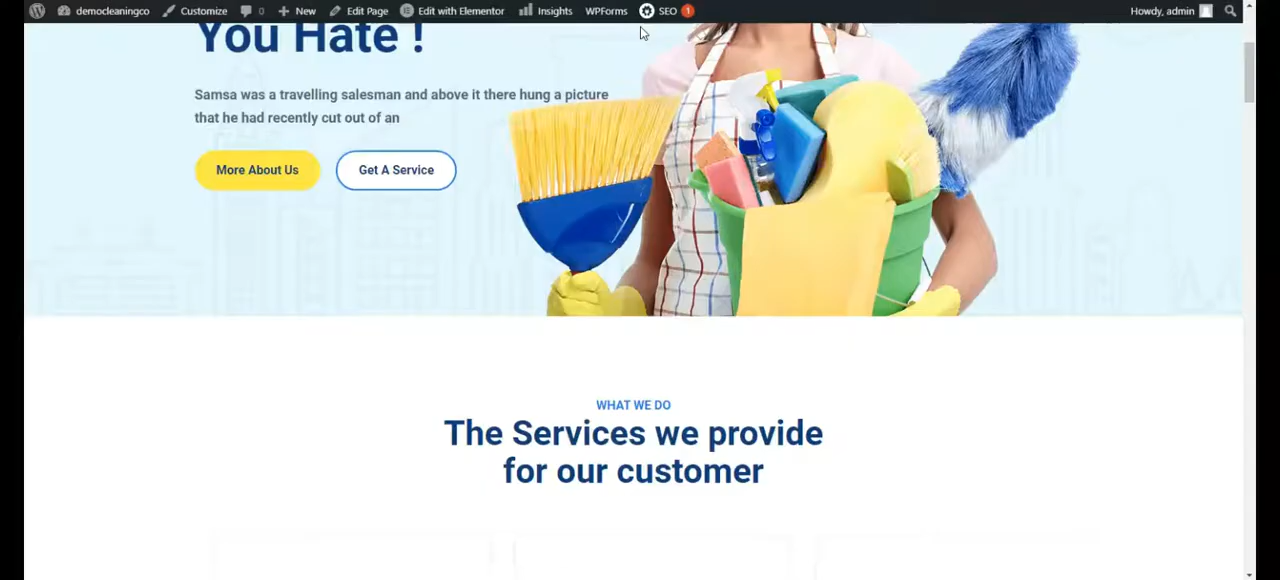 democleaningco Customize 0 New Edit Page Edit with Elementor Insights WPForms SEO 1 Howdy, admin
You Hate !
Samsa was a travelling salesman and above it there hung a picture
that he had recently cut out of an
More About Us Get A Service
WHAT WE DO
The Services we provide
for our customer